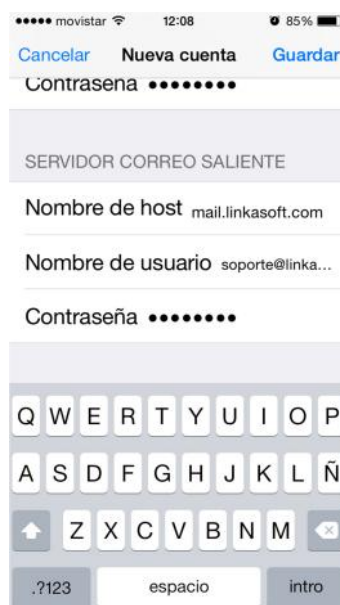 movistar 12:08 85%
Cancelar Nueva cuenta Guardar
Contraseña ••••••••
SERVIDOR CORREO SALIENTE
Nombre de host mail.linkasoft.com
Nombre de usuario soporte@linka...
Contraseña ••••••••
Q W E R T Y U I O P
A S D F G H J K L Ñ
Z X C V B N M
.?123 espacio intro